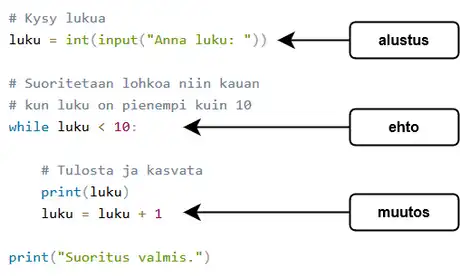 # Kysy lukua
luku = int(input("Anna luku: "))
alustus
# Suoritetaan lohkoa niin kauan
# kun luku on pienempi kuin 10
while luku < 10:
ehto
# Tulosta ja kasvata
print(luku)
luku = luku + 1
muutos
print("Suoritus valmis.")